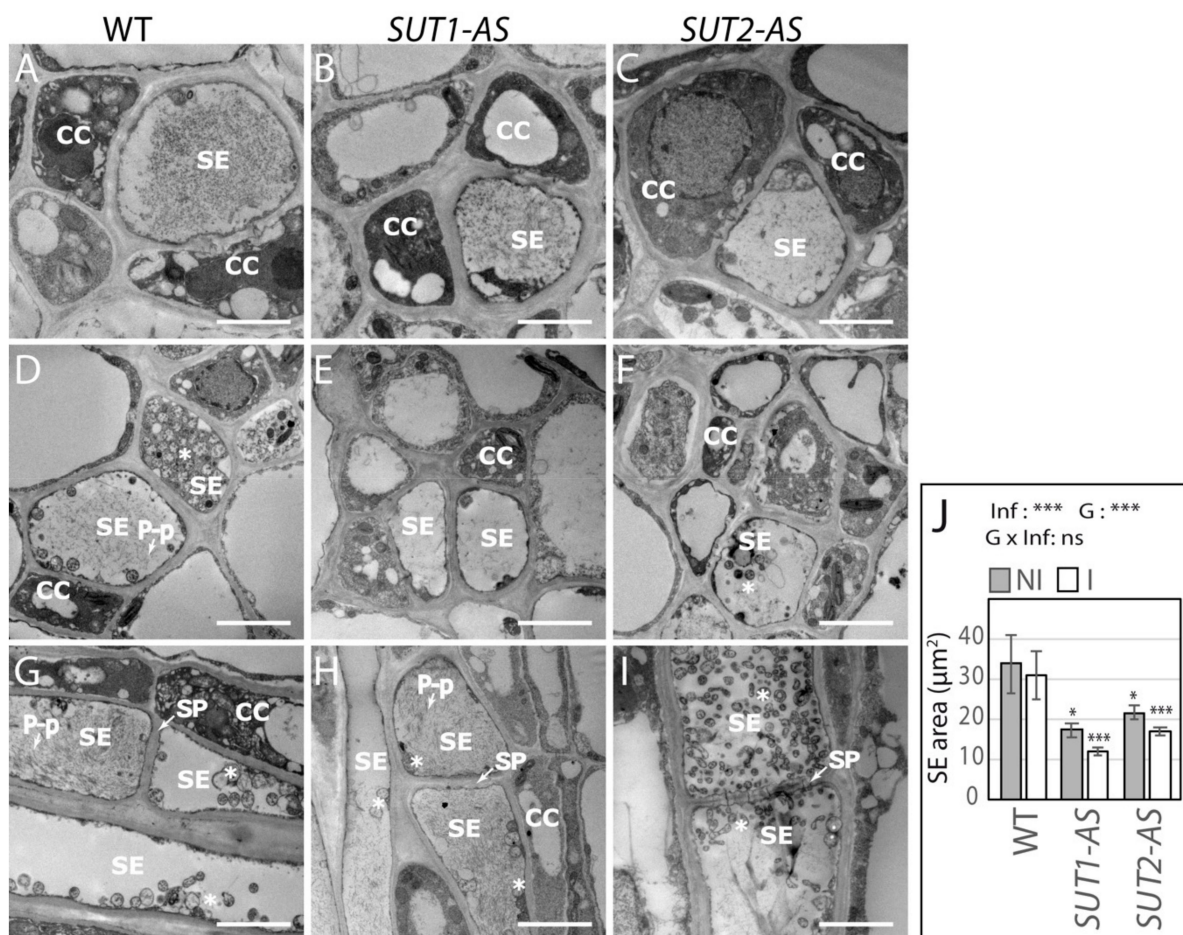 WT SUT1-AS SUT2-AS
A B C
CC SE CC
CC CC SE
CC CC SE
D E F
* SE SE P-p CC
CC SE SE
CC SE *
G H I
P-p SE SP CC SE * SE *
P-p SE SE * * SP SE CC *
* SE SP * SE *
J
Inf : *** G : ***
G x Inf: ns
NI I
SE area (µm²)
40
30
20
10
0
* *** * ***
WT SUT1-AS SUT2-AS